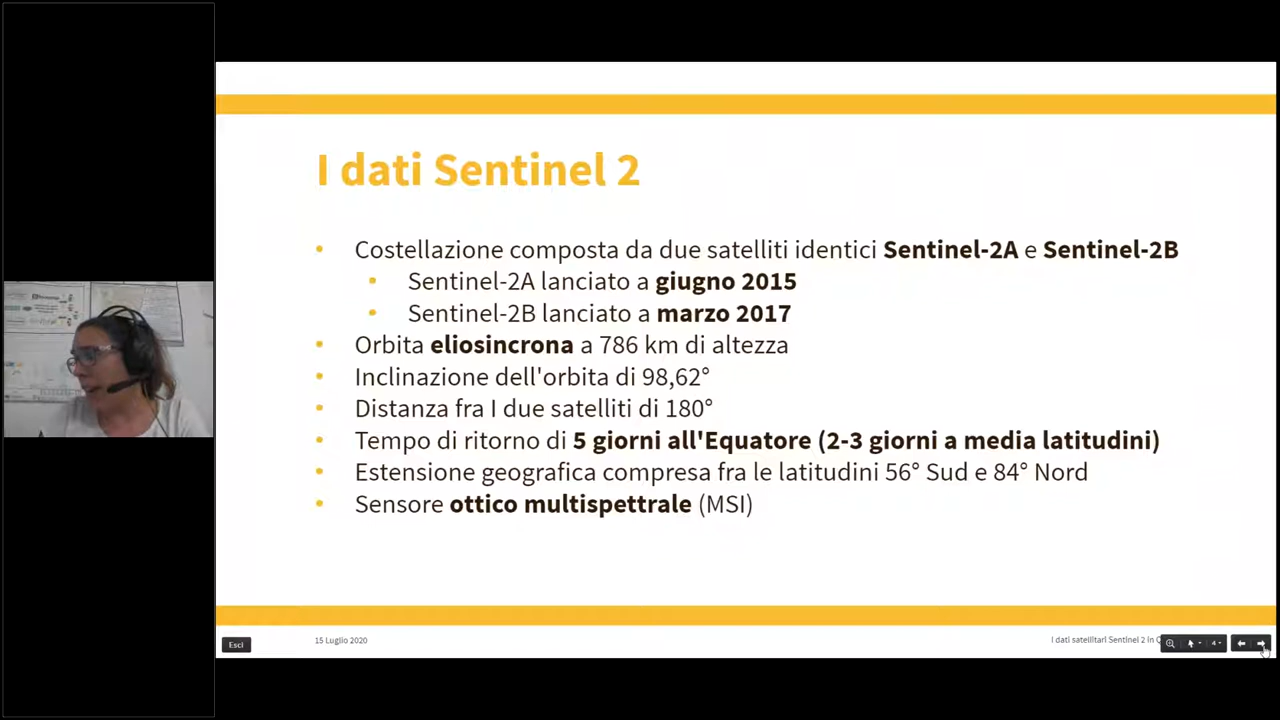 I dati Sentinel 2
• Costellazione composta da due satelliti identici Sentinel-2A e Sentinel-2B
• Sentinel-2A lanciato a giugno 2015
• Sentinel-2B lanciato a marzo 2017
• Orbita eliosincrona a 786 km di altezza
• Inclinazione dell'orbita di 98,62°
• Distanza fra I due satelliti di 180°
• Tempo di ritorno di 5 giorni all'Equatore (2-3 giorni a media latitudini)
• Estensione geografica compresa fra le latitudini 56° Sud e 84° Nord
• Sensore ottico multispettrale (MSI)
Esci
15 Luglio 2020
I dati satellitari Sentinel 2 in
4